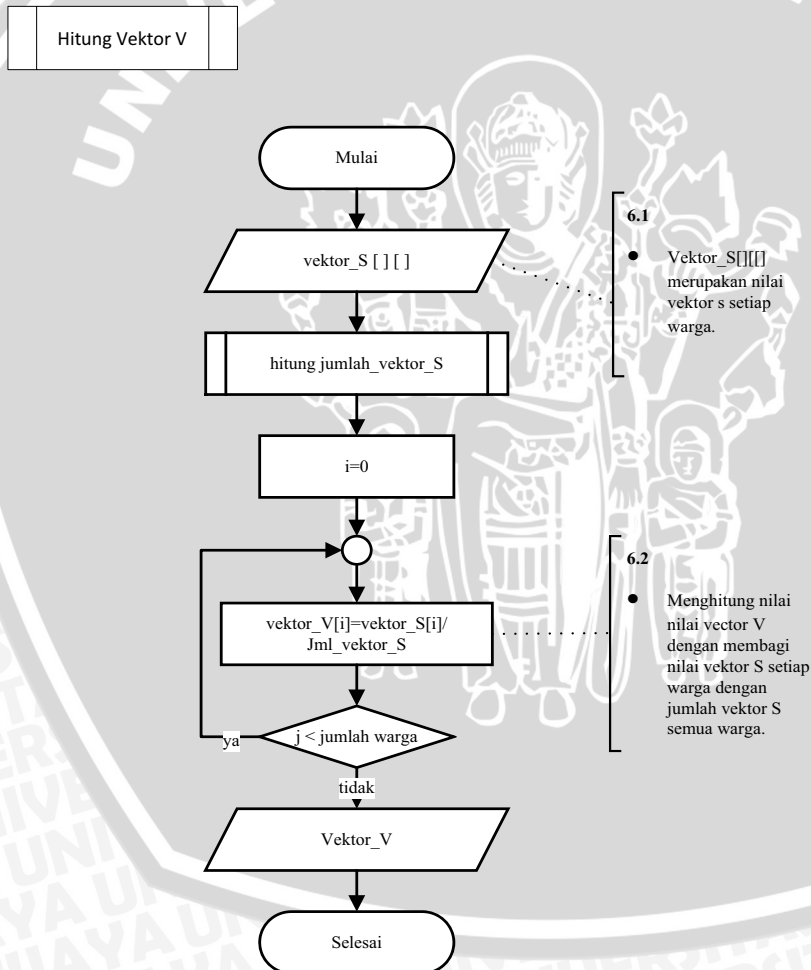 Hitung Vektor V
Mulai
vektor_S [ ] [ ]
6.1
● Vektor_S[][[]
merupakan nilai
vektor s setiap
warga.
hitung jumlah_vektor_S
i=0
vektor_V[i]=vektor_S[i]/
Jml_vektor_S
6.2
● Menghitung nilai
nilai vector V
dengan membagi
nilai vektor S setiap
warga dengan
jumlah vektor S
semua warga.
j < jumlah warga
ya
tidak
Vektor_V
Selesai